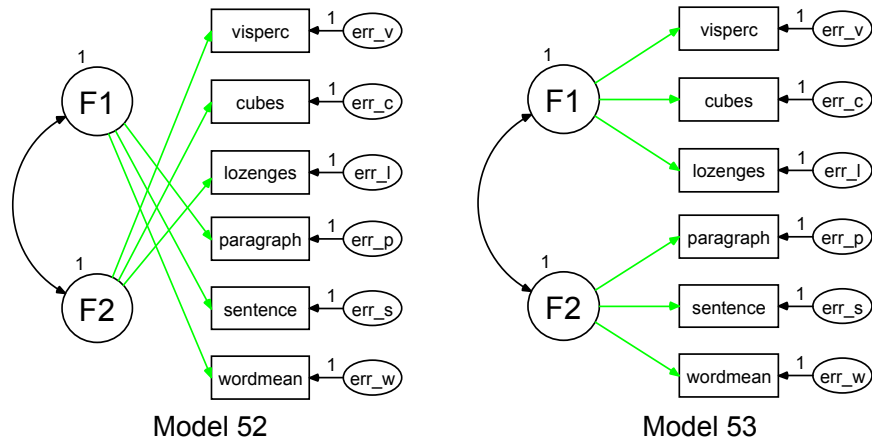 visperc 1 err_v
1
F1
cubes 1 err_c
lozenges 1 err_l
1
F2
paragraph 1 err_p
sentence 1 err_s
wordmean 1 err_w
Model 52
visperc 1 err_v
1
F1
cubes 1 err_c
lozenges 1 err_l
paragraph 1 err_p
1
F2
sentence 1 err_s
wordmean 1 err_w
Model 53